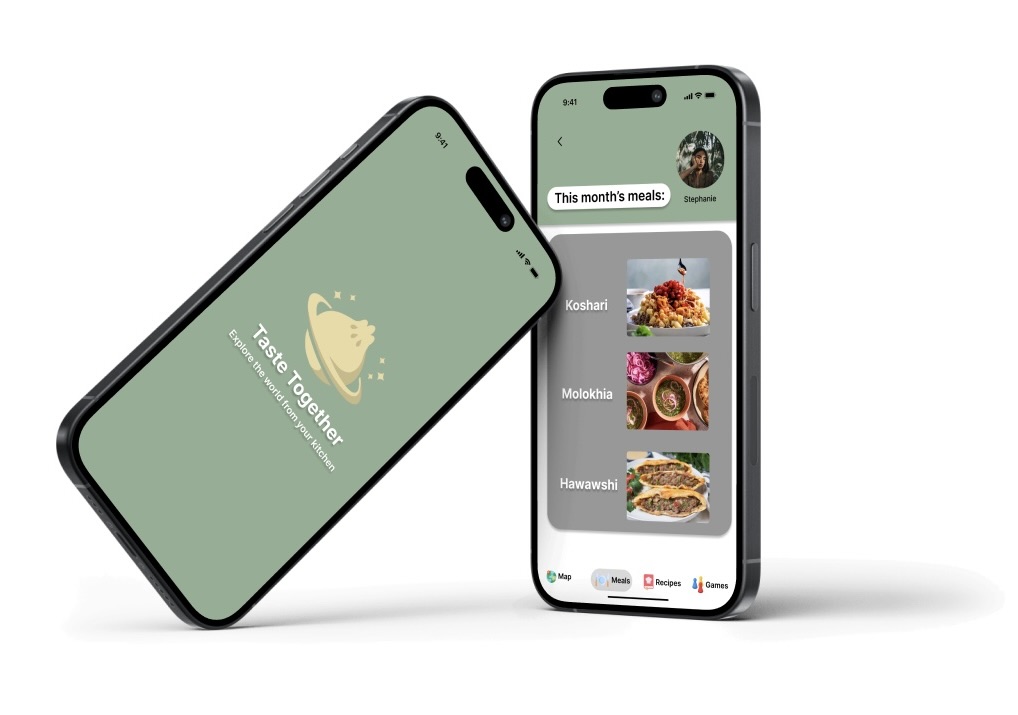 9:41
Taste Together
Explore the world from your kitchen
9:41
This month's meals:
Stephanie
Koshari
Molokhia
Hawawshi
Map
Meals
Recipes
Games